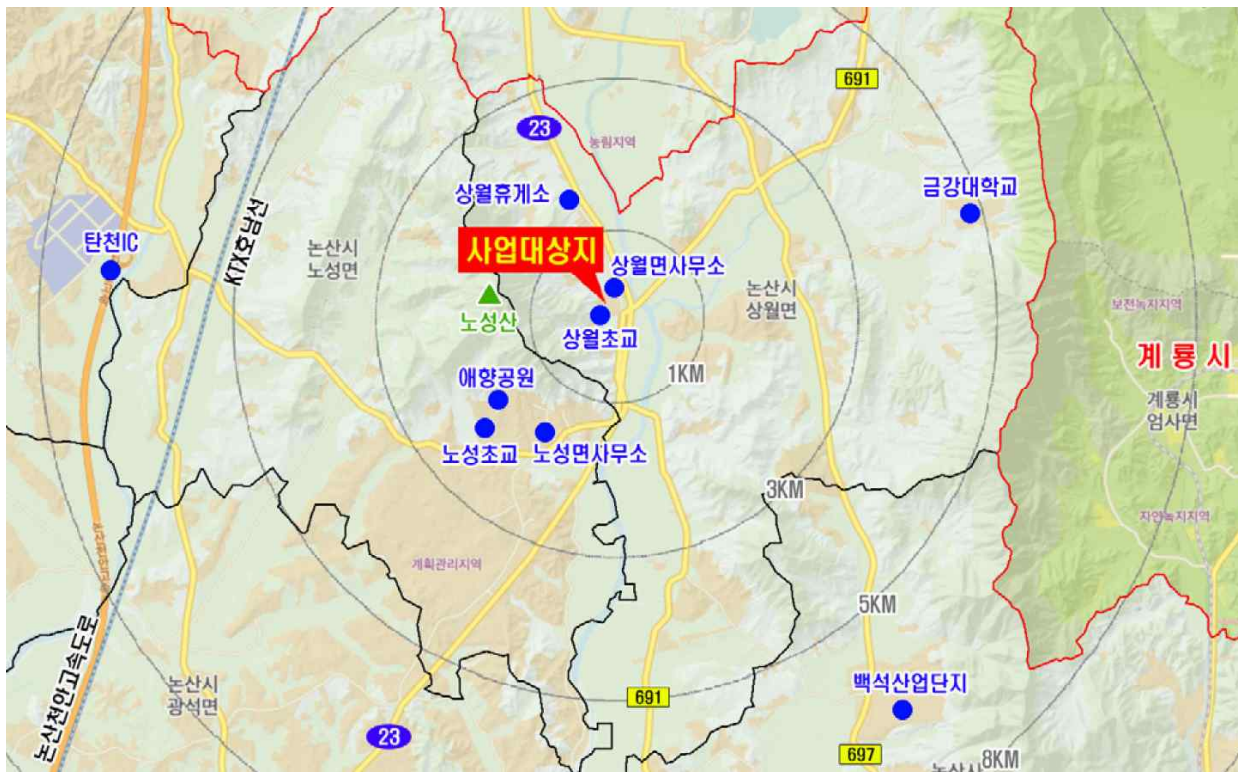 691
23
농림지역
상월휴게소
금강대학교
탄천IC
KTX호남선
논산시
노성면
사업대상지
상월면사무소
논산시
상월면
노성산
상월초교
보전녹지지역
계룡시
계룡시
엄사면
1KM
애향공원
노성초교
노성면사무소
3KM
자연녹지지역
계획관리지역
5KM
논산천안고속도로
논산시
광석면
691
백석산업단지
23
697
8KM